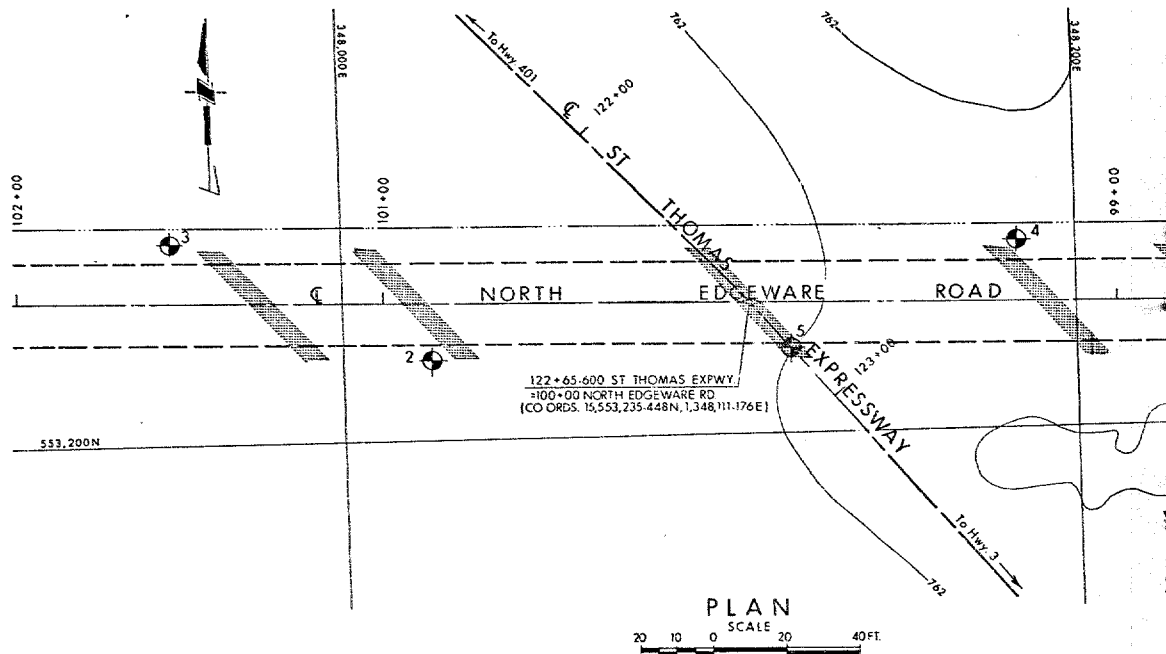 348,000E
762
762
348,200E
To Hwy. 401
℄
122+00
ST THOMAS EXPRESSWAY
102+00
101+00
99+00
3
4
℄
NORTH EDGEWARE ROAD
2
5
123+00
122+65·600 ST THOMAS EXPWY.
=100+00 NORTH EDGEWARE RD.
(CO ORDS. 15,553,235·448N, 1,348,111·176E)
553,200N
To Hwy. 3
762
PLAN
SCALE
20 10 0 20 40 FT.